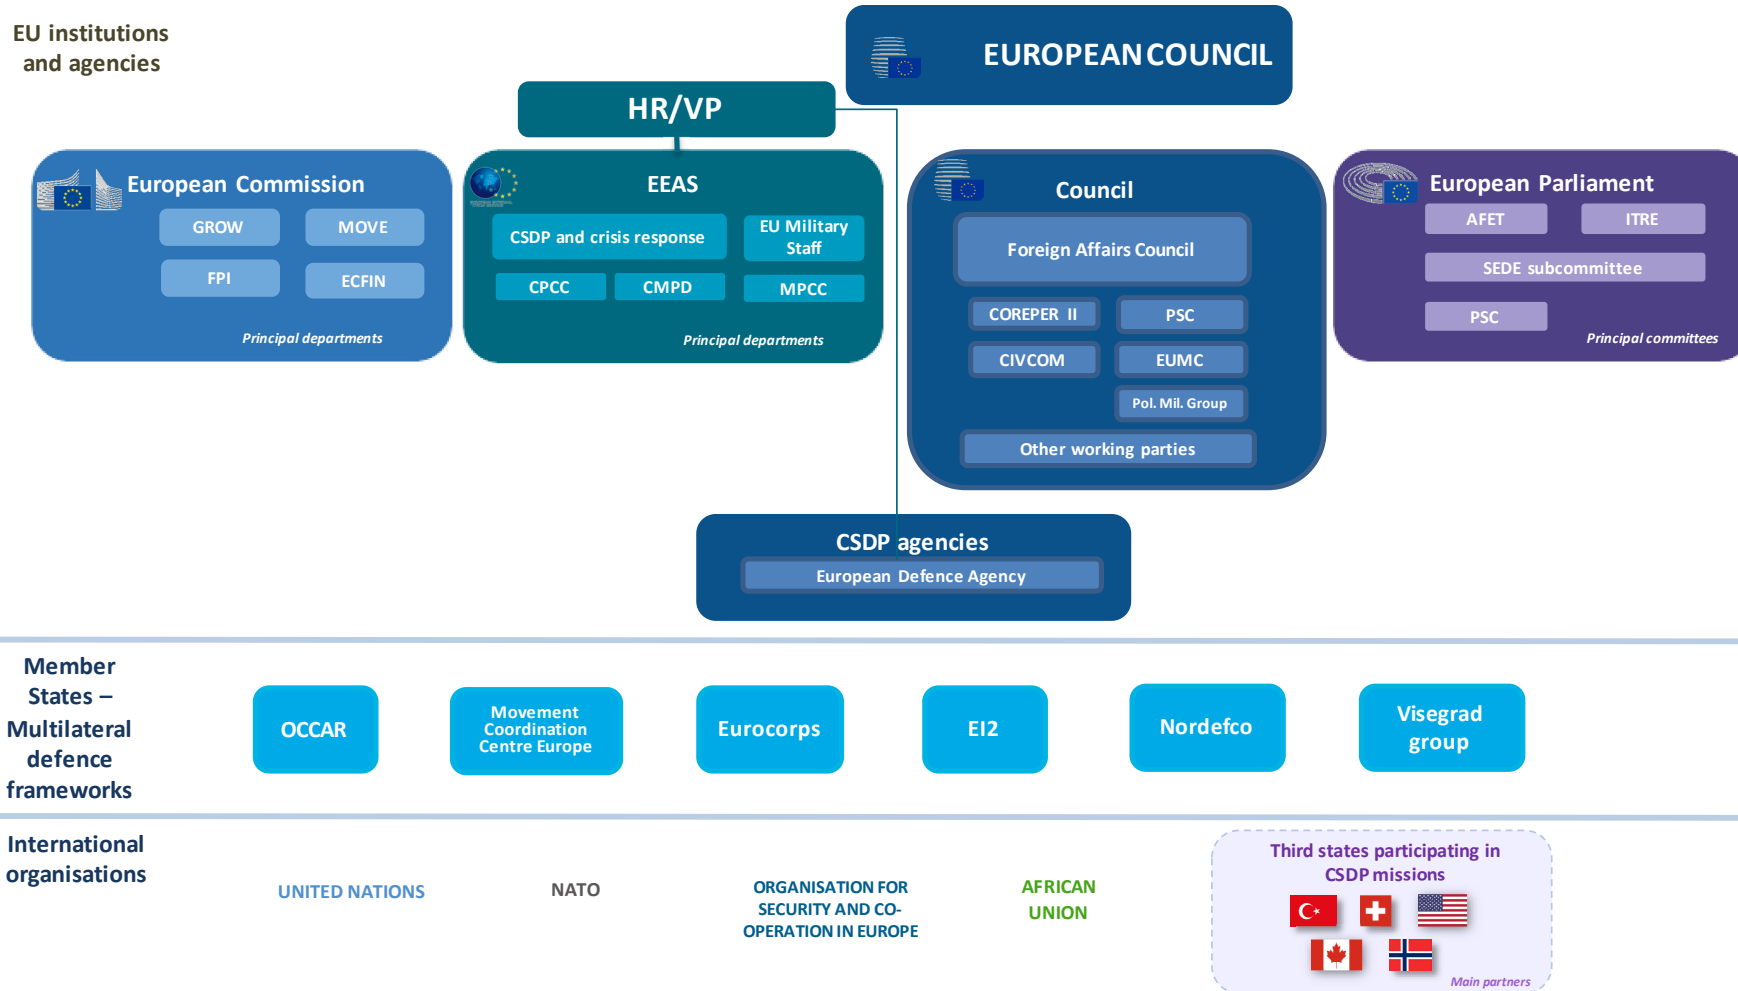 EU institutions
and agencies
EUROPEAN COUNCIL
HR/VP
European Commission
GROW
MOVE
FPI
ECFIN
Principal departments
EEAS
CSDP and crisis response
EU Military
Staff
CPCC
CMPD
MPCC
Principal departments
Council
Foreign Affairs Council
COREPER II
PSC
CIVCOM
EUMC
Pol. Mil. Group
Other working parties
European Parliament
AFET
ITRE
SEDE subcommittee
PSC
Principal committees
CSDP agencies
European Defence Agency
Member
States –
Multilateral
defence
frameworks
OCCAR
Movement
Coordination
Centre Europe
Eurocorps
EI2
Nordefco
Visegrad
group
International
organisations
UNITED NATIONS
NATO
ORGANISATION FOR
SECURITY AND CO-
OPERATION IN EUROPE
AFRICAN
UNION
Third states participating in
CSDP missions
Main partners